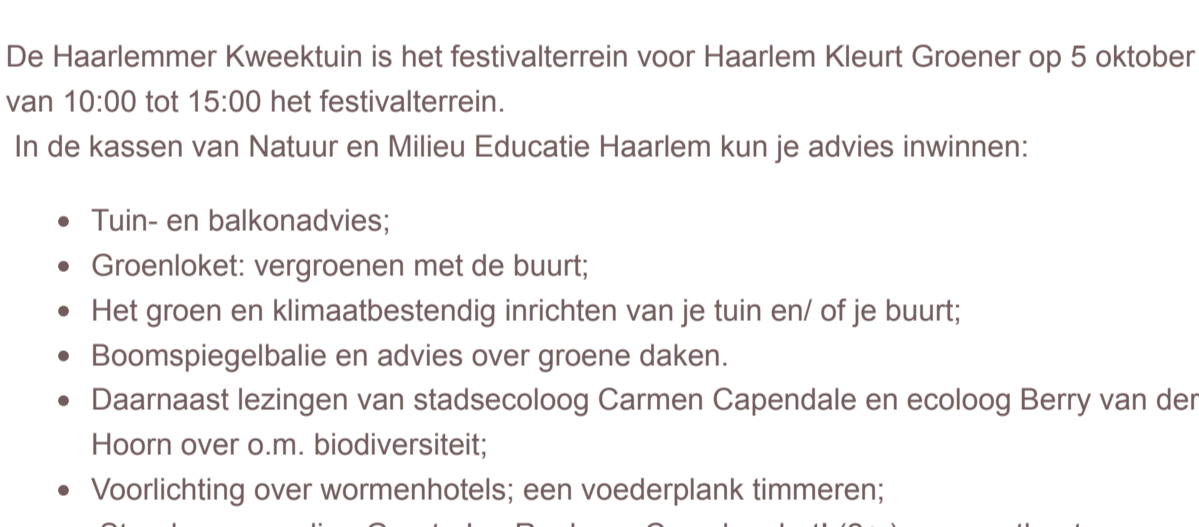 De Haarlemmer Kweektuin is het festivalterrein voor Haarlem Kleurt Groener op 5 oktober
van 10:00 tot 15:00 het festivalterrein.
In de kassen van Natuur en Milieu Educatie Haarlem kun je advies inwinnen:
• Tuin- en balkonadvies;
• Groenloket: vergroenen met de buurt;
• Het groen en klimaatbestendig inrichten van je tuin en/ of je buurt;
• Boomspiegelbalie en advies over groene daken.
• Daarnaast lezingen van stadsecoloog Carmen Capendale en ecoloog Berry van der
Hoorn over o.m. biodiversiteit;
• Voorlichting over wormenhotels; een voederplank timmeren;